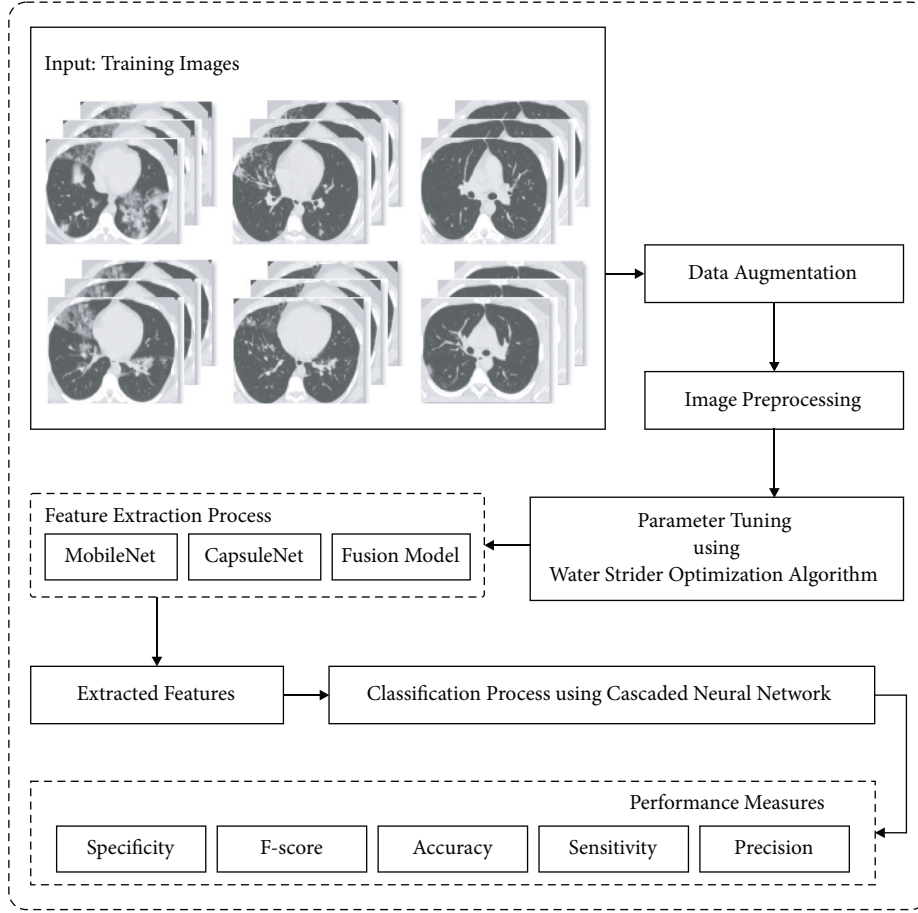 Input: Training Images
Data Augmentation
Image Preprocessing
Parameter Tuning
using
Water Strider Optimization Algorithm
Feature Extraction Process
MobileNet
CapsuleNet
Fusion Model
Extracted Features
Classification Process using Cascaded Neural Network
Performance Measures
Specificity
F-score
Accuracy
Sensitivity
Precision